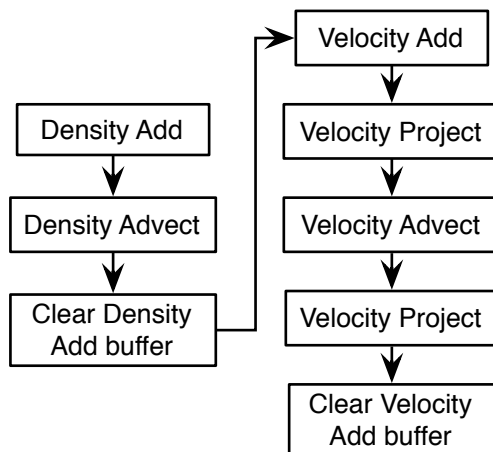 Density Add
Density Advect
Clear Density
Add buffer
Velocity Add
Velocity Project
Velocity Advect
Velocity Project
Clear Velocity
Add buffer